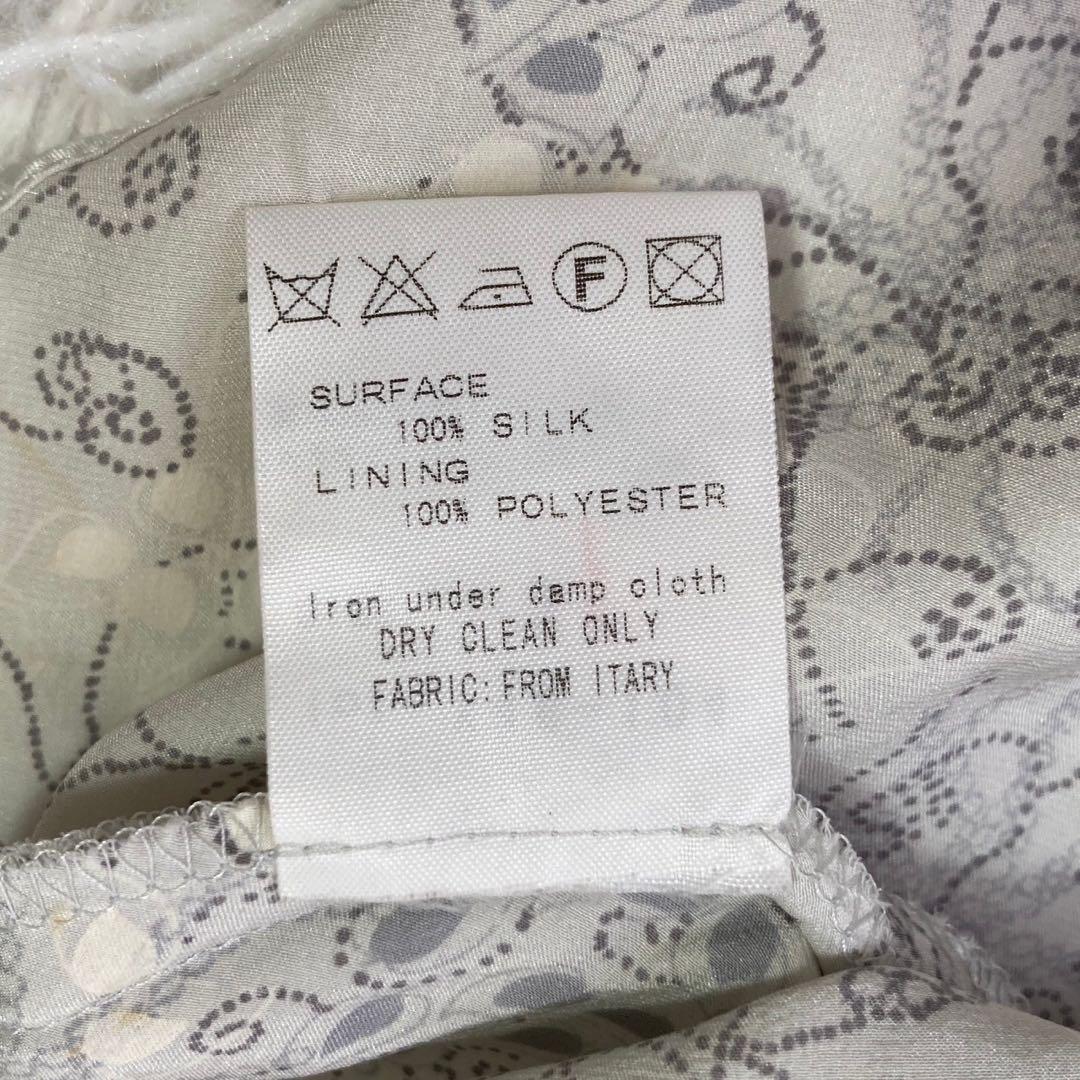 F
SURFACE
100% SILK
LINING
100% POLYESTER
Iron under damp cloth
DRY CLEAN ONLY
FABRIC: FROM ITARY